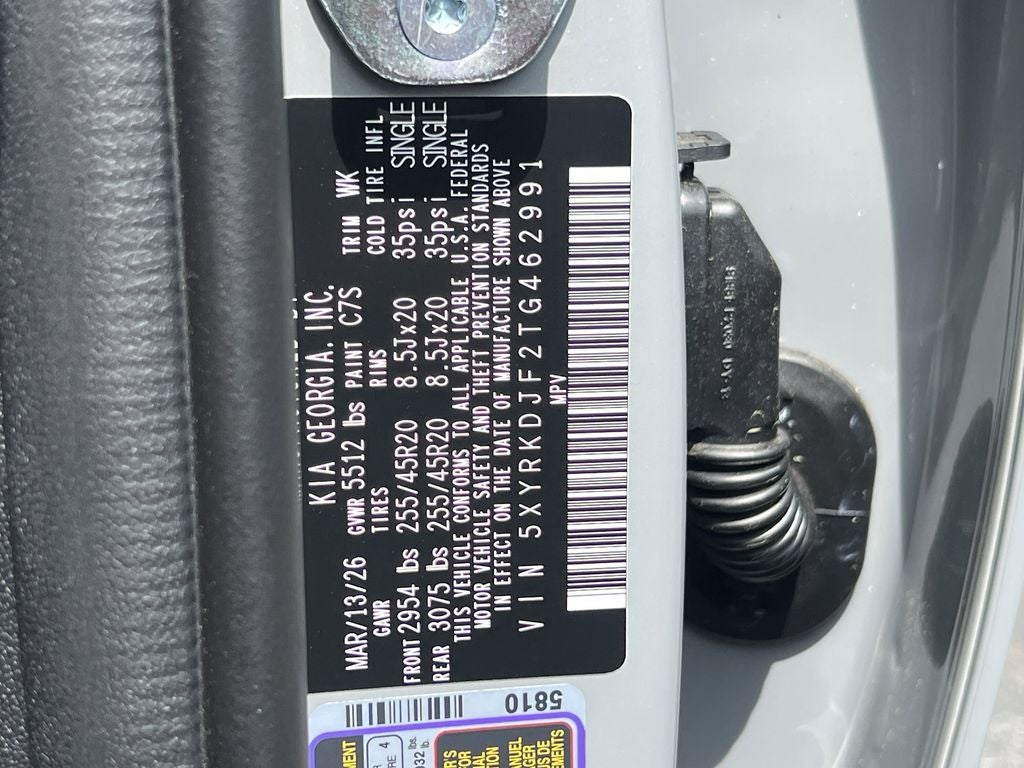 KIA GEORGIA. INC.
MAR/13/26 GVWR 5512 lbs PAINT C7S TRIM WK
GAWR TIRES RIMS COLD TIRE INFL
FRONT 2954 lbs 255/45R20 8.5Jx20 35psi SINGLE
REAR 3075 lbs 255/45R20 8.5Jx20 35psi SINGLE
THIS VEHICLE CONFORMS TO ALL APPLICABLE U.S.A. FEDERAL
MOTOR VEHICLE SAFETY AND THEFT PREVENTION STANDARDS
IN EFFECT ON THE DATE OF MANUFACTURE SHOWN ABOVE
VIN 5XYRKDJF2TG462991
MPV
5810